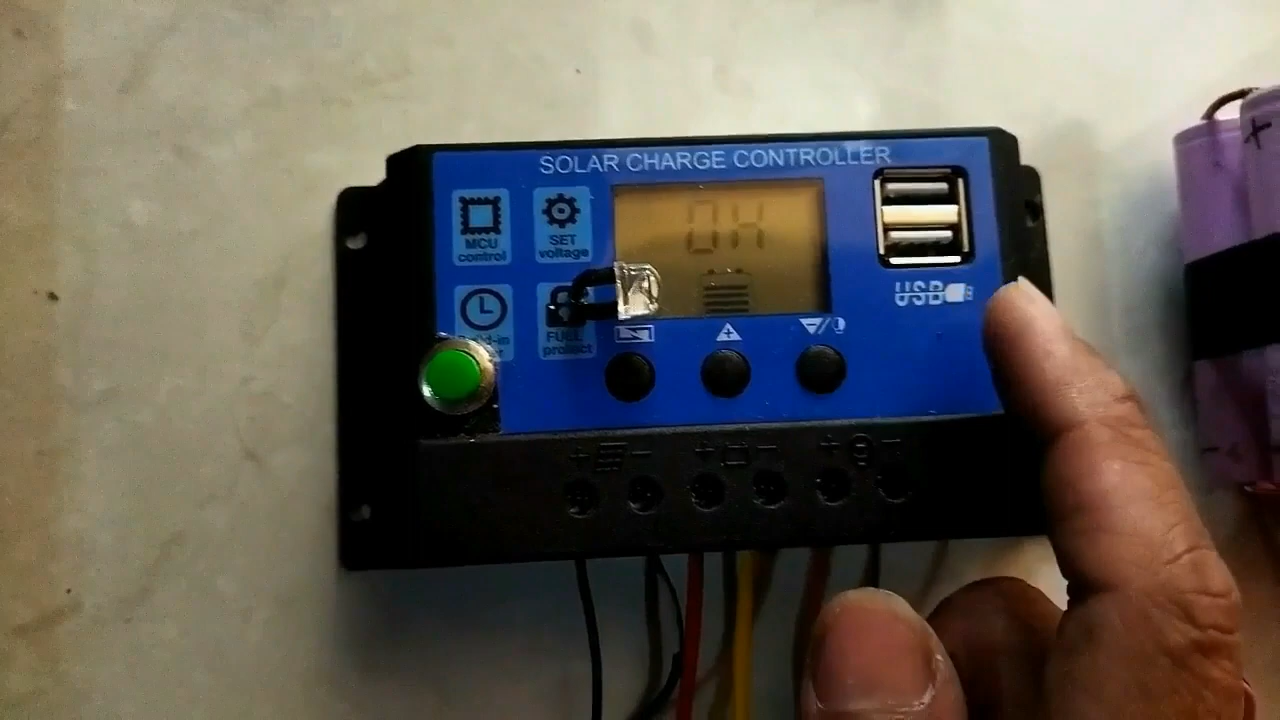 SOLAR CHARGE CONTROLLER
MCU
control
SET
voltage
0H
FULL
protect
USB